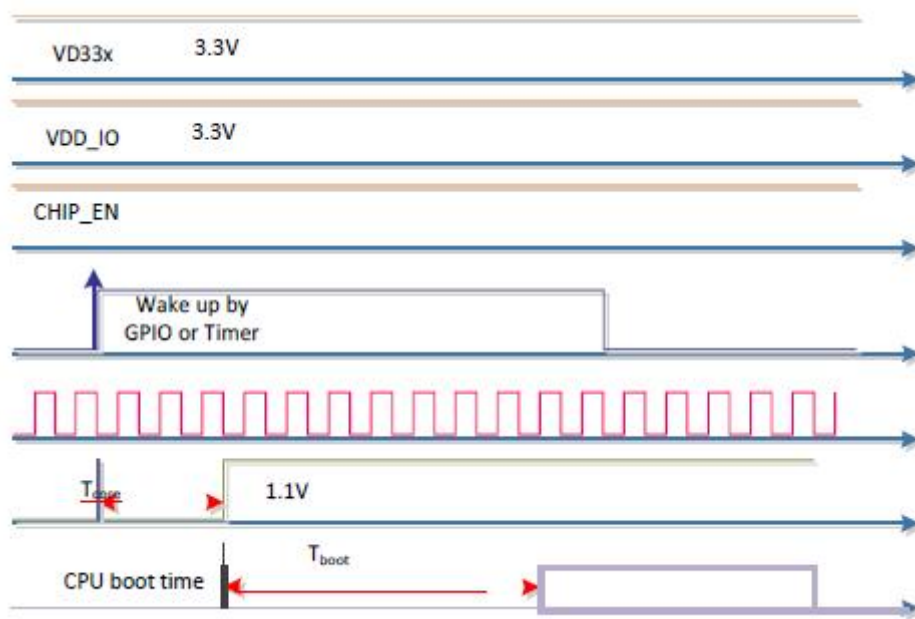 VD33x 3.3V
VDD_IO 3.3V
CHIP_EN
Wake up by
GPIO or Timer
Tcore 1.1V
Tboot
CPU boot time